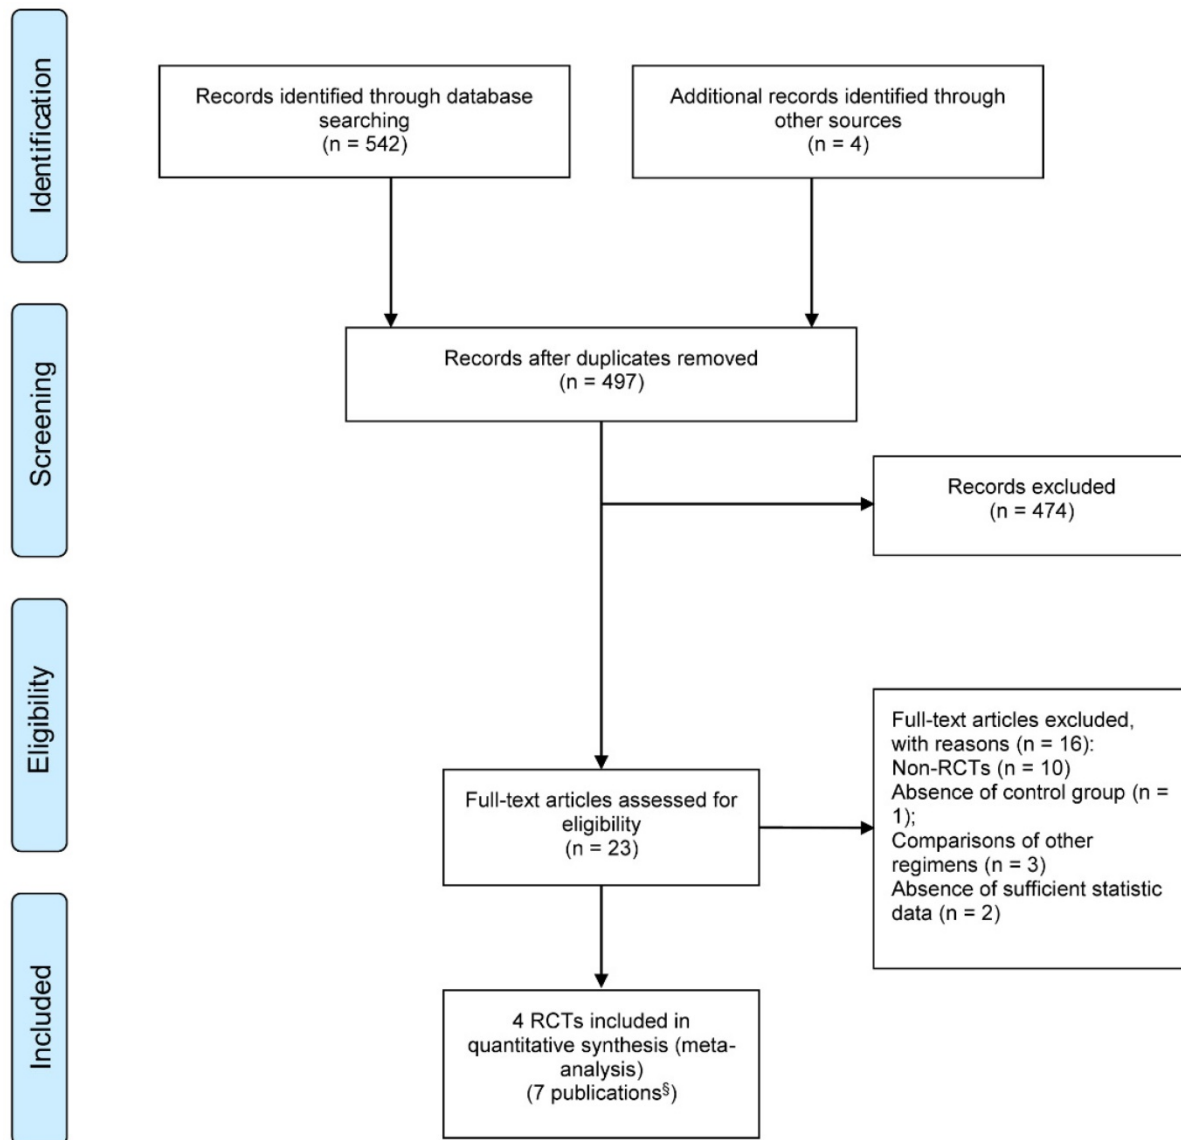 Identification
Records identified through database
searching
(n = 542)
Additional records identified through
other sources
(n = 4)
Screening
Records after duplicates removed
(n = 497)
Records excluded
(n = 474)
Eligibility
Full-text articles assessed for
eligibility
(n = 23)
Full-text articles excluded,
with reasons (n = 16):
Non-RCTs (n = 10)
Absence of control group (n =
1);
Comparisons of other
regimens (n = 3)
Absence of sufficient statistic
data (n = 2)
Included
4 RCTs included in
quantitative synthesis (meta-
analysis)
(7 publications§)